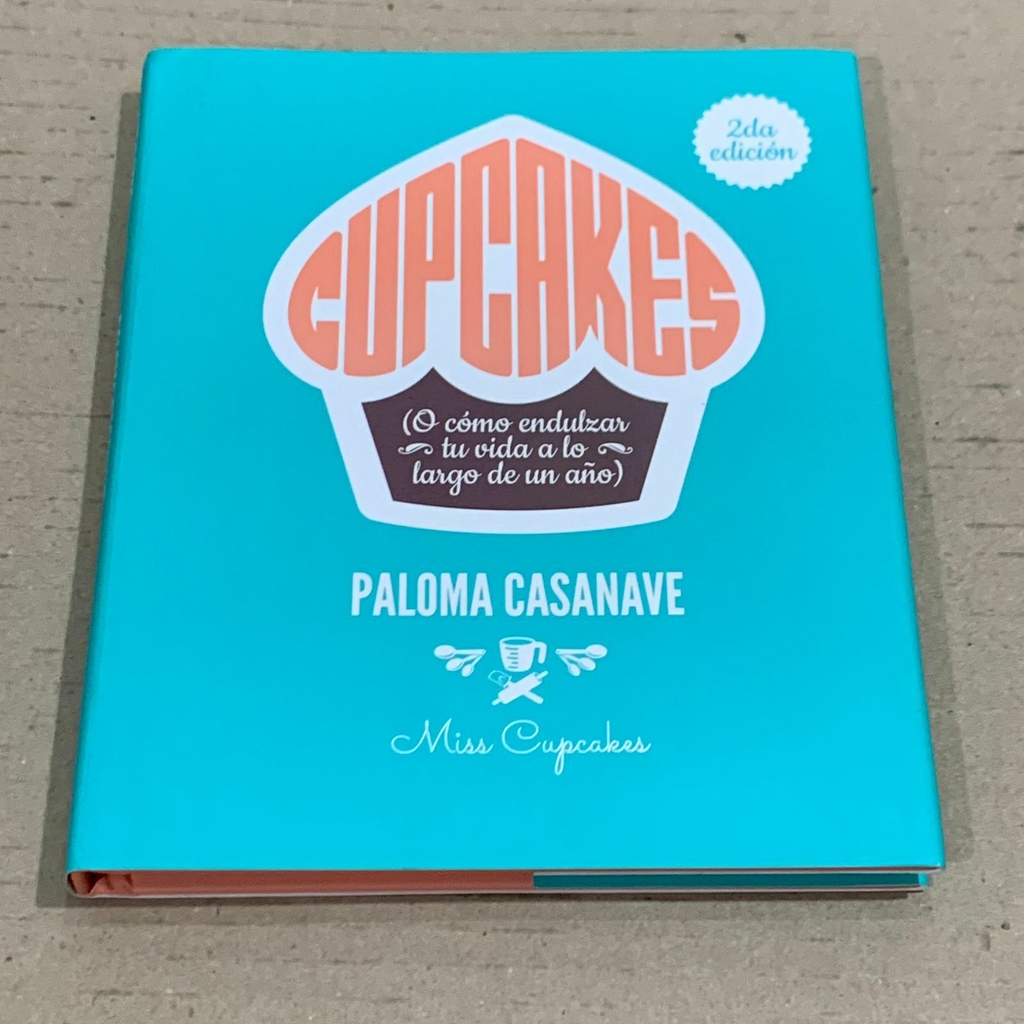 2da
edición
CUPCAKES
(O cómo endulzar
tu vida a lo
largo de un año)
PALOMA CASANAVE
Miss Cupcakes